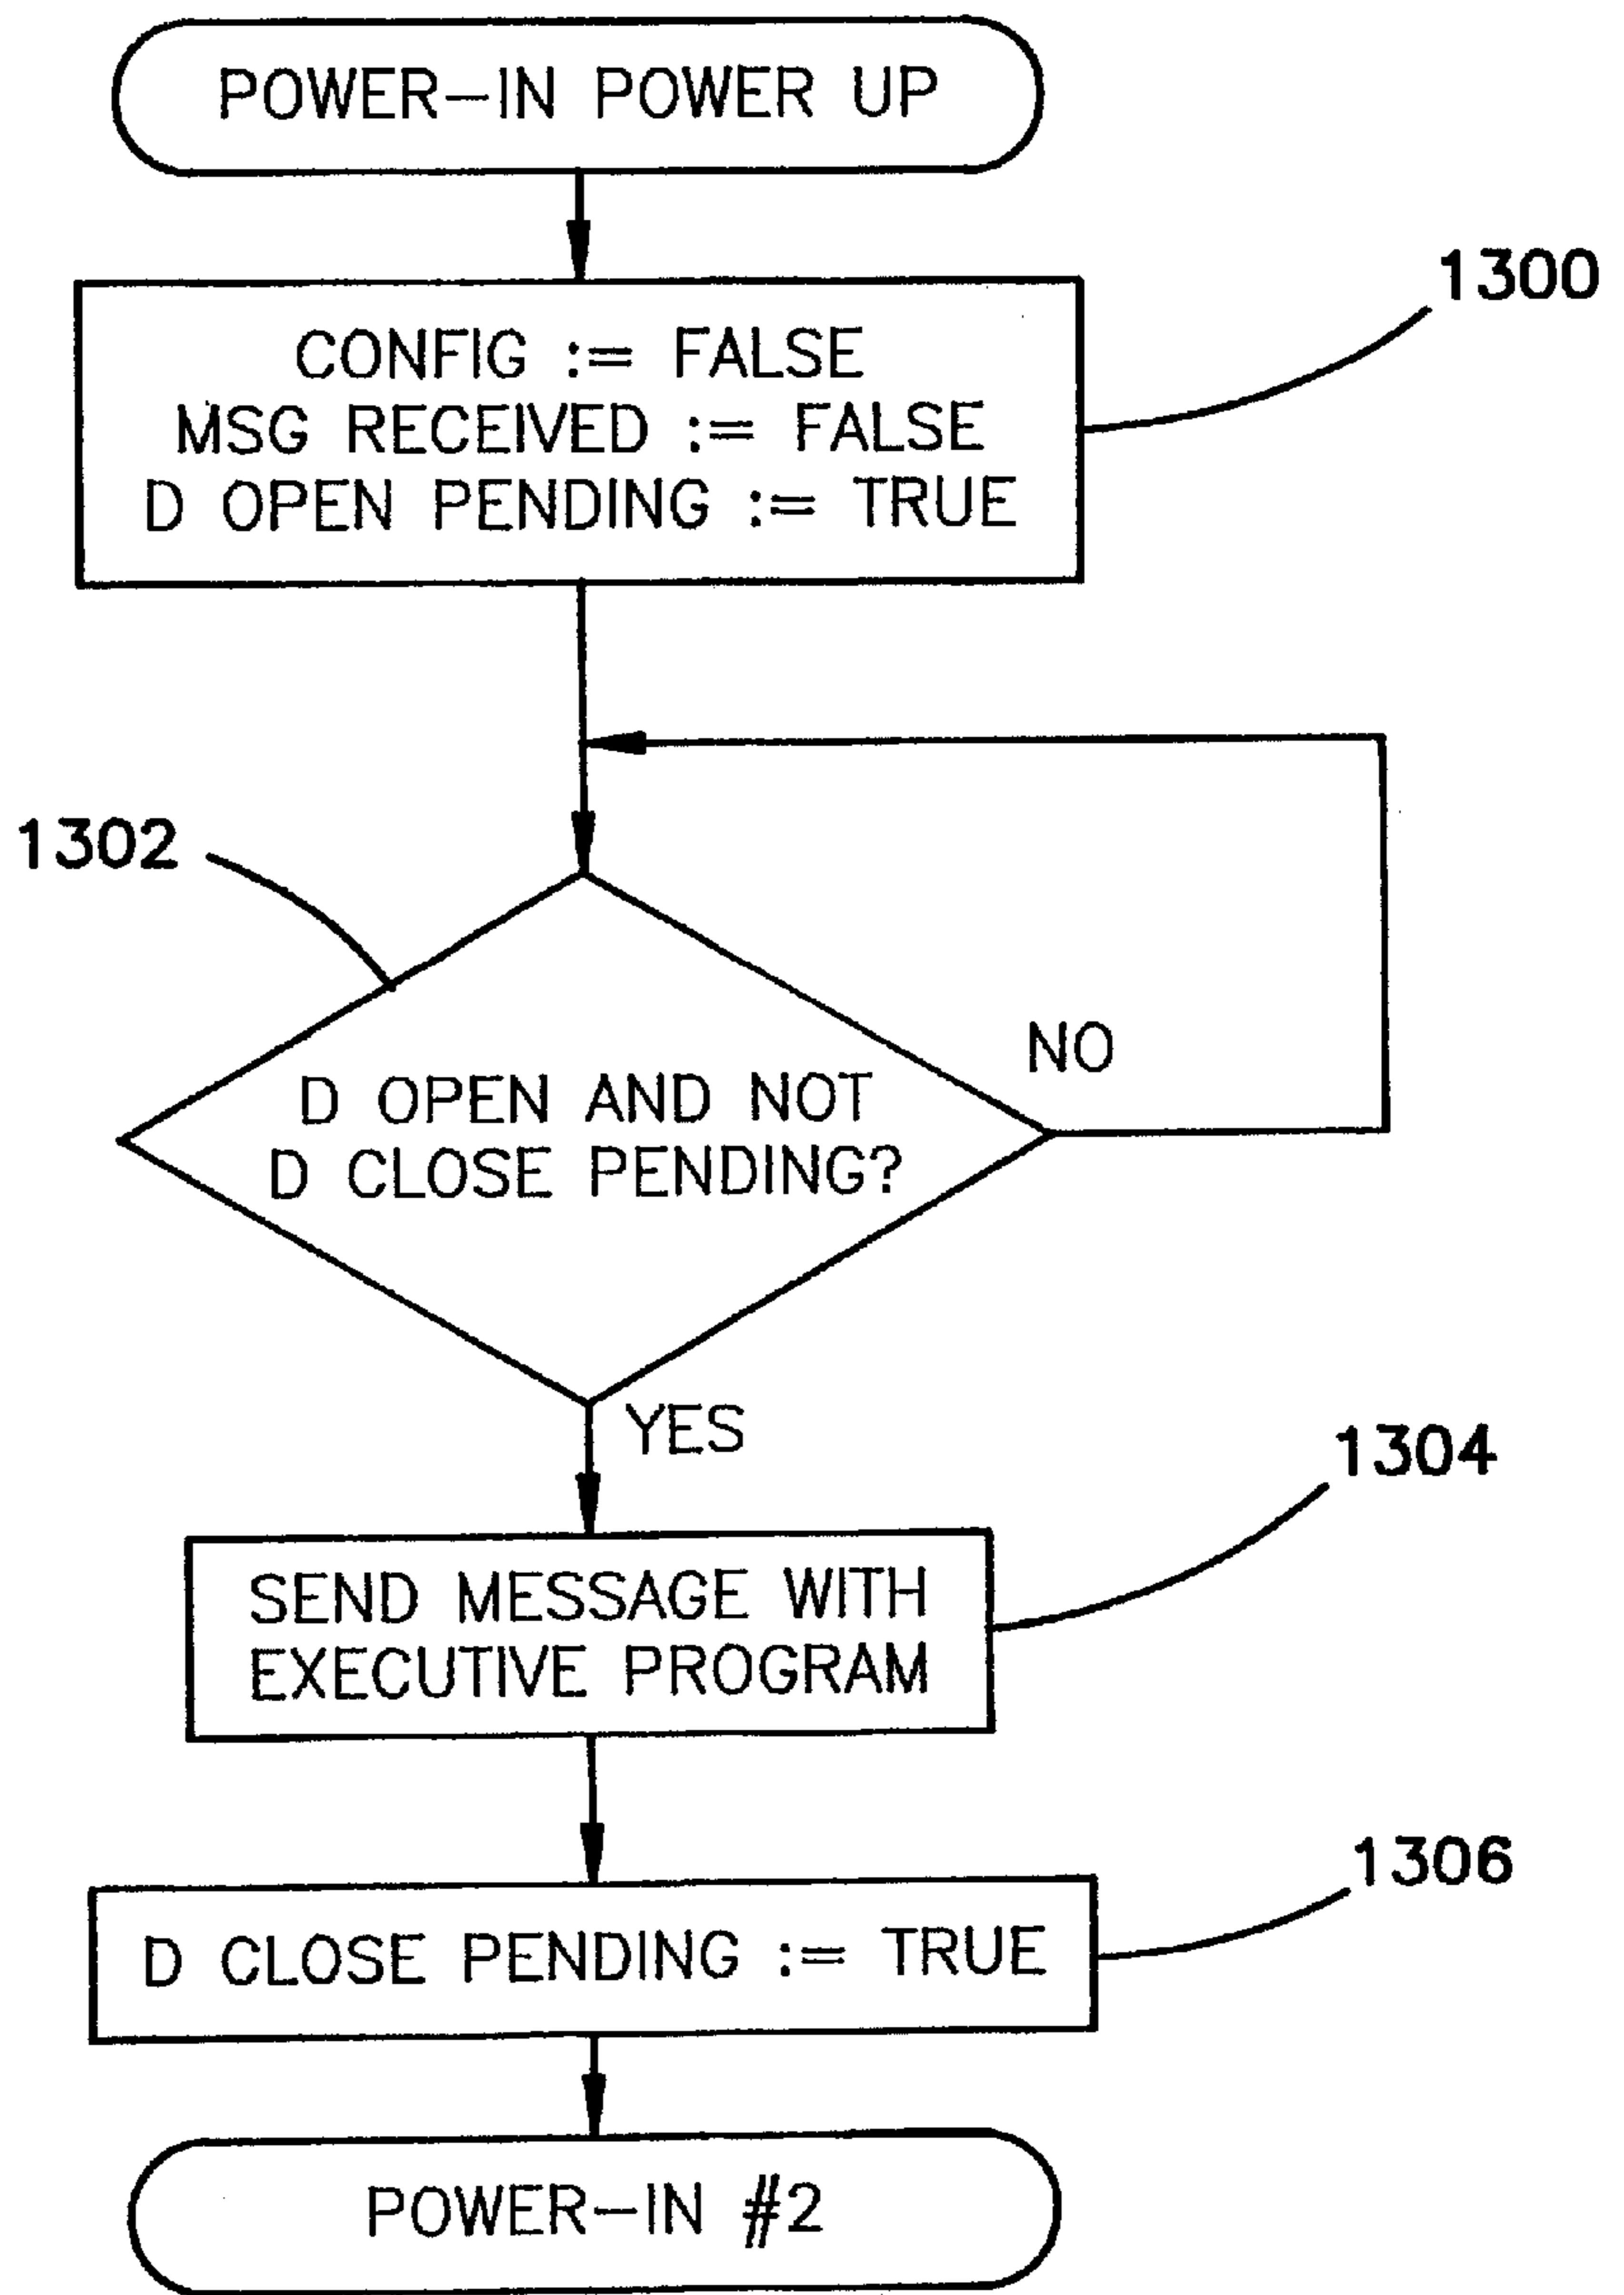 POWER-IN POWER UP
1300
CONFIG := FALSE
MSG RECEIVED := FALSE
D OPEN PENDING := TRUE
1302
D OPEN AND NOT
D CLOSE PENDING?
NO
YES
1304
SEND MESSAGE WITH
EXECUTIVE PROGRAM
1306
D CLOSE PENDING := TRUE
POWER-IN #2